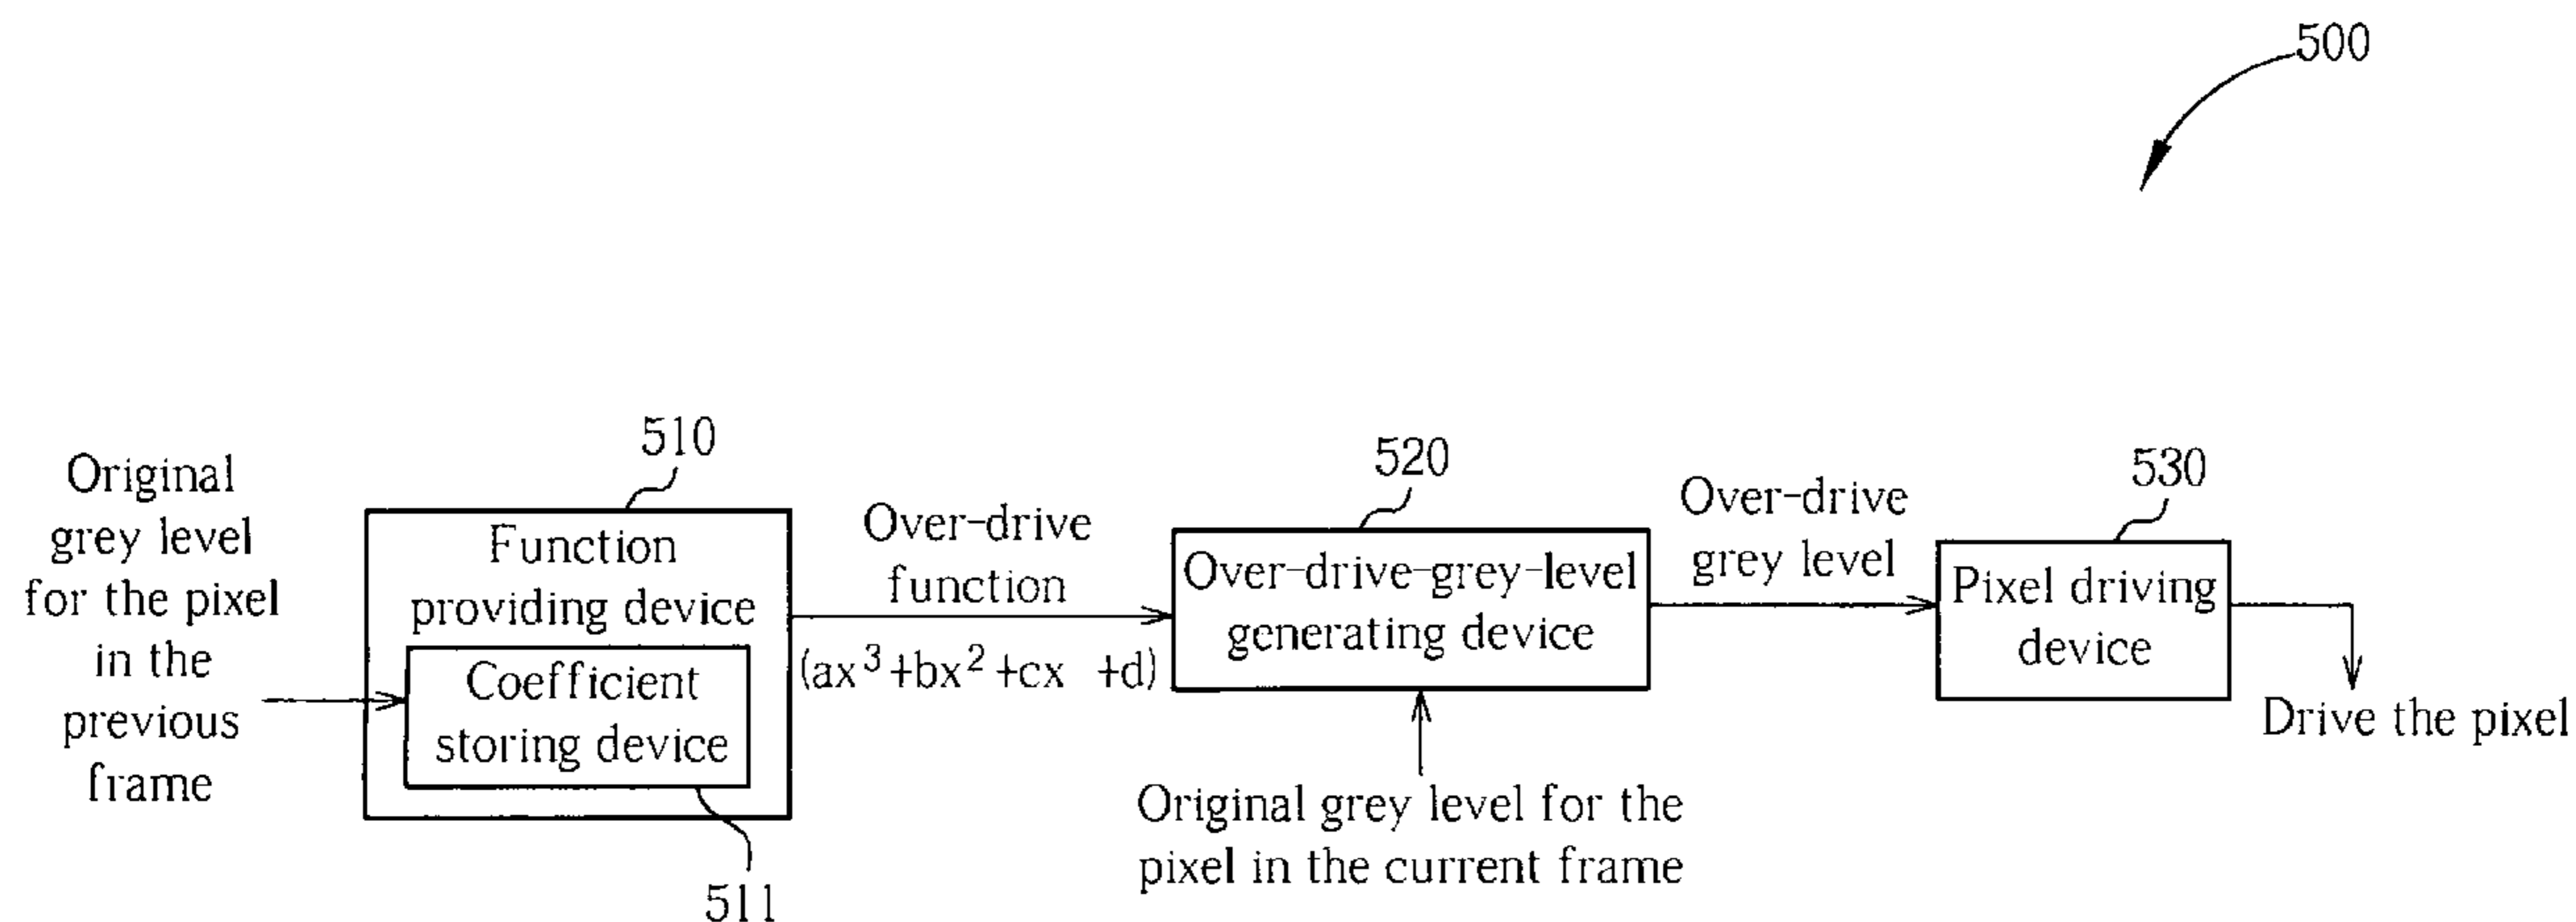 500
Original
grey level
for the pixel
in the
previous
frame
510
Function
providing device
Coefficient
storing device
511
Over-drive
function
(ax³+bx²+cx +d)
520
Over-drive-grey-level
generating device
Original grey level for the
pixel in the current frame
Over-drive
grey level
530
Pixel driving
device
Drive the pixel